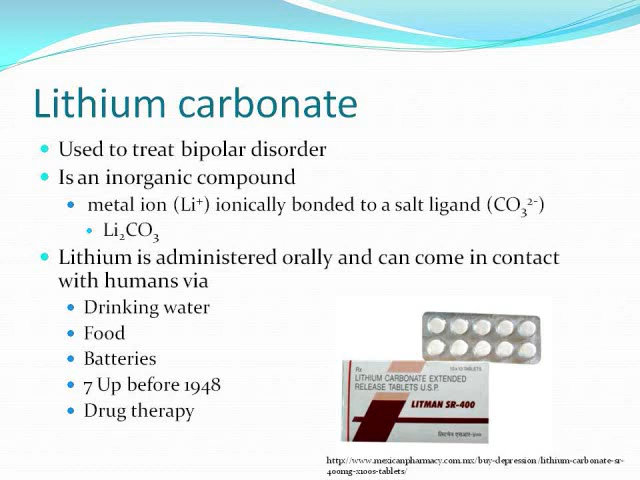 Lithium carbonate
Used to treat bipolar disorder
Is an inorganic compound
metal ion (Li⁺) ionically bonded to a salt ligand (CO₃²⁻)
Li₂CO₃
Lithium is administered orally and can come in contact
with humans via
Drinking water
Food
Batteries
7 Up before 1948
Drug therapy
Rx
10x10 TABLETS
LITHIUM CARBONATE EXTENDED
RELEASE TABLETS U.S.P.
LITMAN SR-400
http://www.mexicanpharmacy.com.mx/buy-depression/lithium-carbonate-sr-
400mg-x100s-tablets/